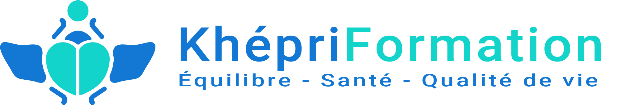 KhépriFormation
Équilibre - Santé - Qualité de vie